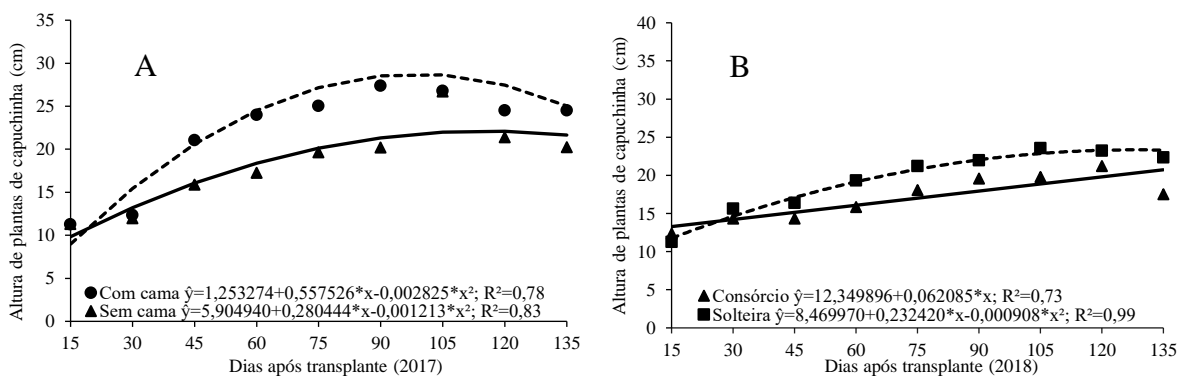 A
Altura de plantas de capuchinha (cm)
35
30
25
20
15
10
5
0
Com cama ŷ=1,253274+0,557526*x-0,002825*x²; R²=0,78
Sem cama ŷ=5,904940+0,280444*x-0,001213*x²; R²=0,83
15 30 45 60 75 90 105 120 135
Dias após transplante (2017)
B
Altura de plantas de capuchinha (cm)
40
35
30
25
20
15
10
5
0
Consórcio ŷ=12,349896+0,062085*x; R²=0,73
Solteira ŷ=8,469970+0,232420*x-0,000908*x²; R²=0,99
15 30 45 60 75 90 105 120 135
Dias após transplante (2018)